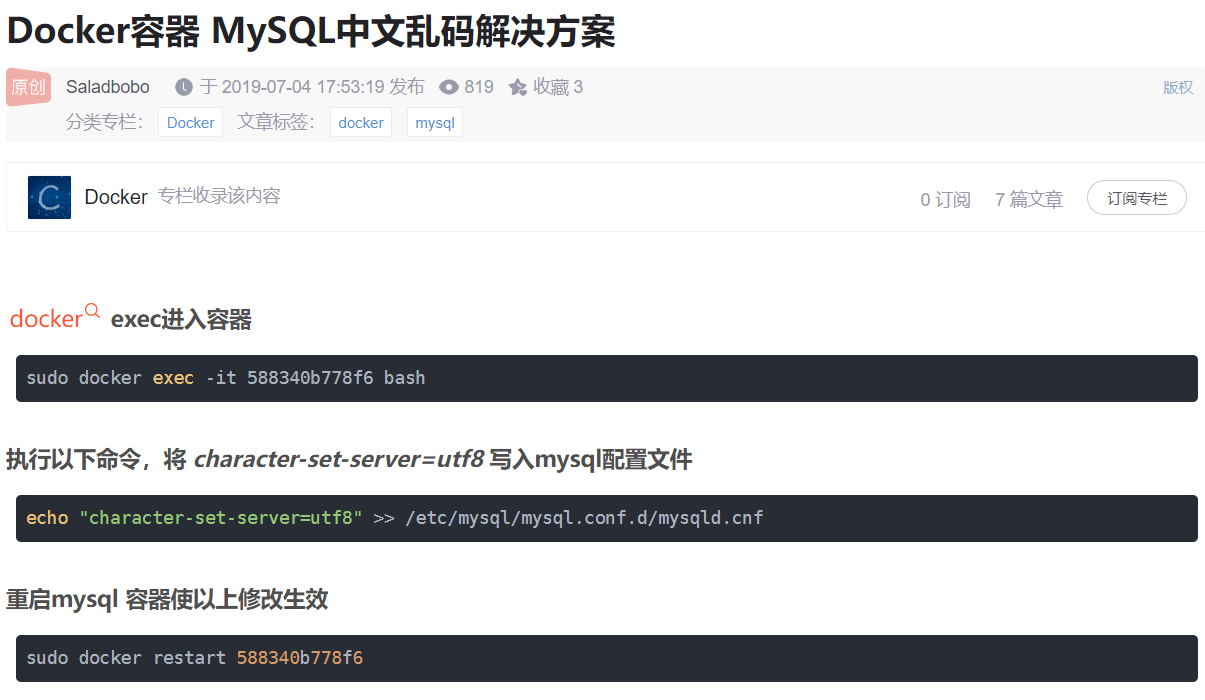 Docker容器 MySQL中文乱码解决方案
原创 Saladbobo 于 2019-07-04 17:53:19 发布 819 收藏 3 版权
分类专栏： Docker 文章标签： docker mysql
C Docker 专栏收录该内容 0 订阅 7 篇文章 订阅专栏
docker exec进入容器
sudo docker exec -it 588340b778f6 bash
执行以下命令，将 character-set-server=utf8 写入mysql配置文件
echo "character-set-server=utf8" >> /etc/mysql/mysql.conf.d/mysqld.cnf
重启mysql 容器使以上修改生效
sudo docker restart 588340b778f6